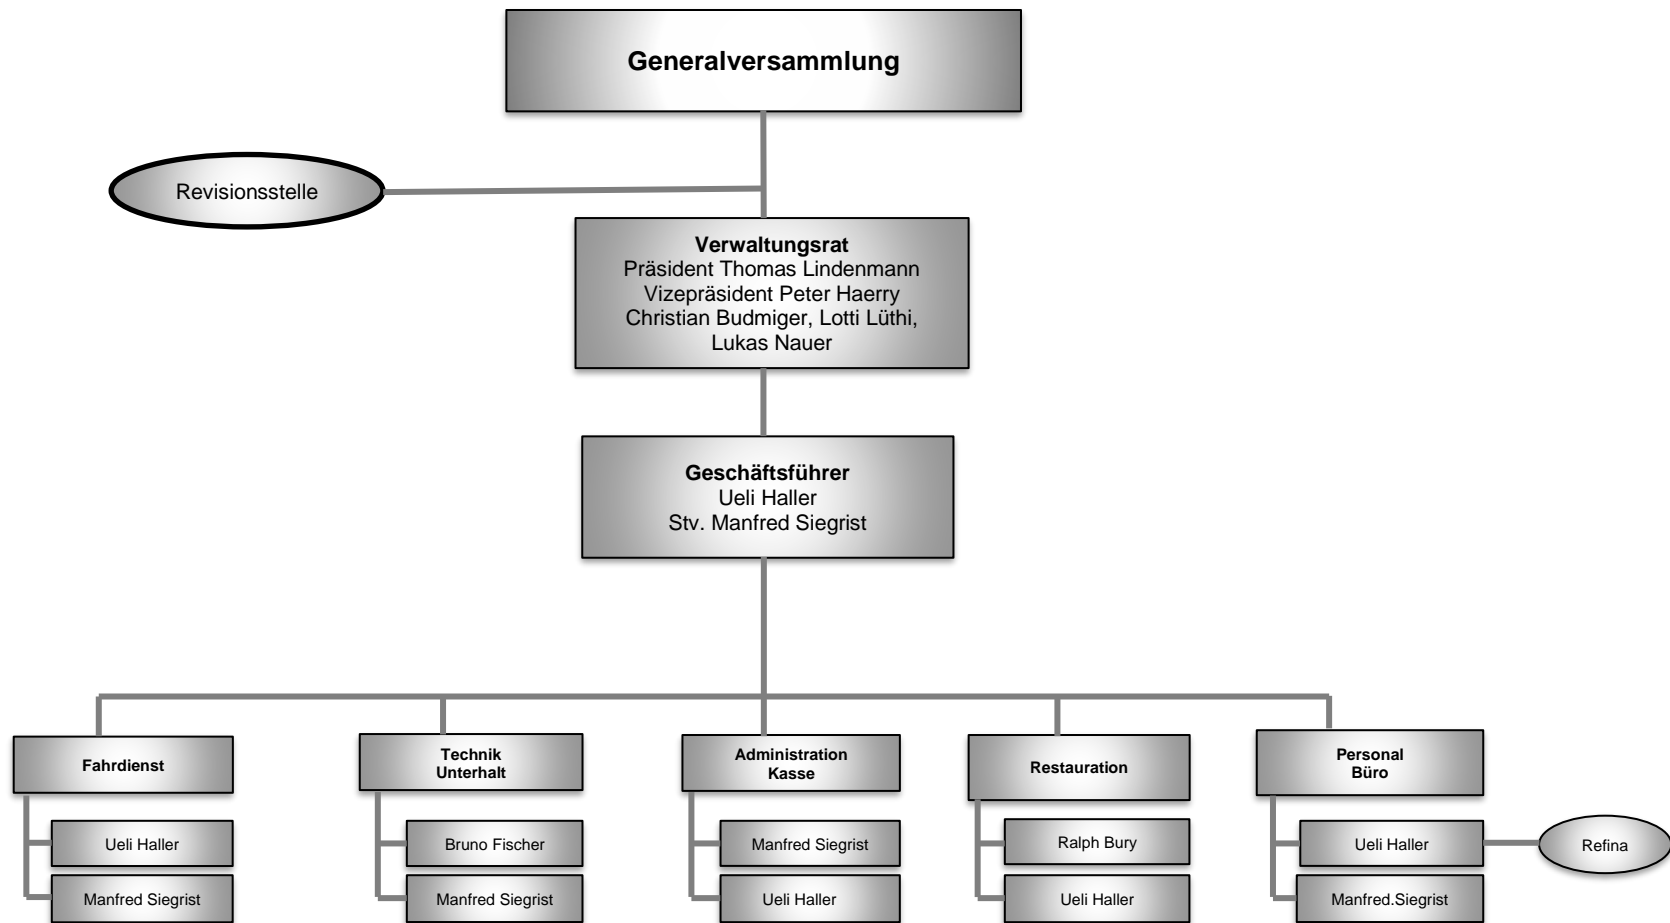 Generalversammlung
Revisionsstelle
Verwaltungsrat
Präsident Thomas Lindenmann
Vizepräsident Peter Haerry
Christian Budmiger, Lotti Lüthi,
Lukas Nauer
Geschäftsführer
Ueli Haller
Stv. Manfred Siegrist
Fahrdienst
Ueli Haller
Manfred Siegrist
Technik
Unterhalt
Bruno Fischer
Manfred Siegrist
Administration
Kasse
Manfred Siegrist
Ueli Haller
Restauration
Ralph Bury
Ueli Haller
Personal
Büro
Ueli Haller
Refina
Manfred.Siegrist